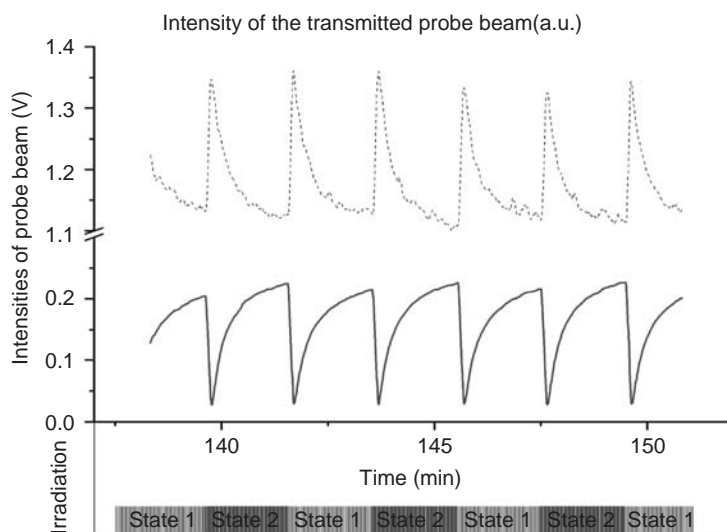 Intensity of the transmitted probe beam(a.u.)
Intensities of probe beam (V)
1.4
1.3
1.2
1.1
0.2
0.1
0.0
140 145 150
Time (min)
Irradiation
State 1 State 2 State 1 State 2 State 1 State 2 State 1